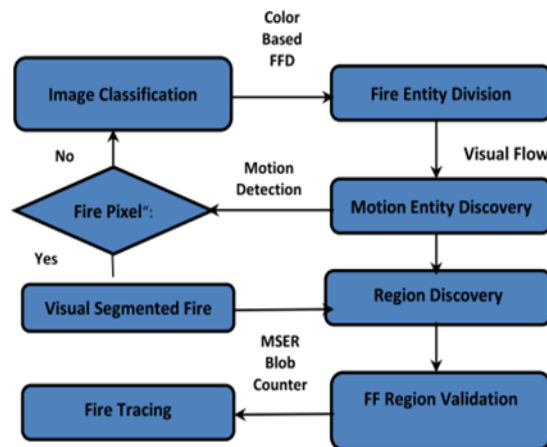 Color
Based
FFD
Image Classification
Fire Entity Division
No
Motion
Detection
Visual Flow
Fire Pixel“:
Motion Entity Discovery
Yes
Region Discovery
Visual Segmented Fire
MSER
Blob
Counter
Fire Tracing
FF Region Validation